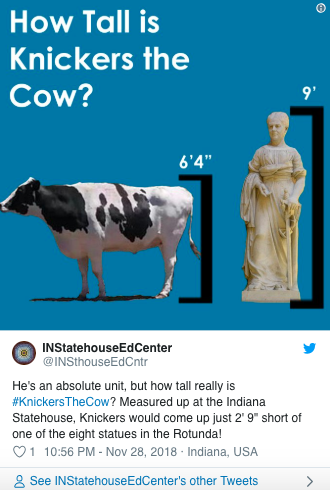 How Tall is
Knickers the
Cow?
9'
6'4"
INStatehouseEdCenter
@INSthouseEdCntr
He's an absolute unit, but how tall really is
#KnickersTheCow? Measured up at the Indiana
Statehouse, Knickers would come up just 2' 9" short of
one of the eight statues in the Rotunda!
1 10:56 PM - Nov 28, 2018 · Indiana, USA
See INStatehouseEdCenter's other Tweets